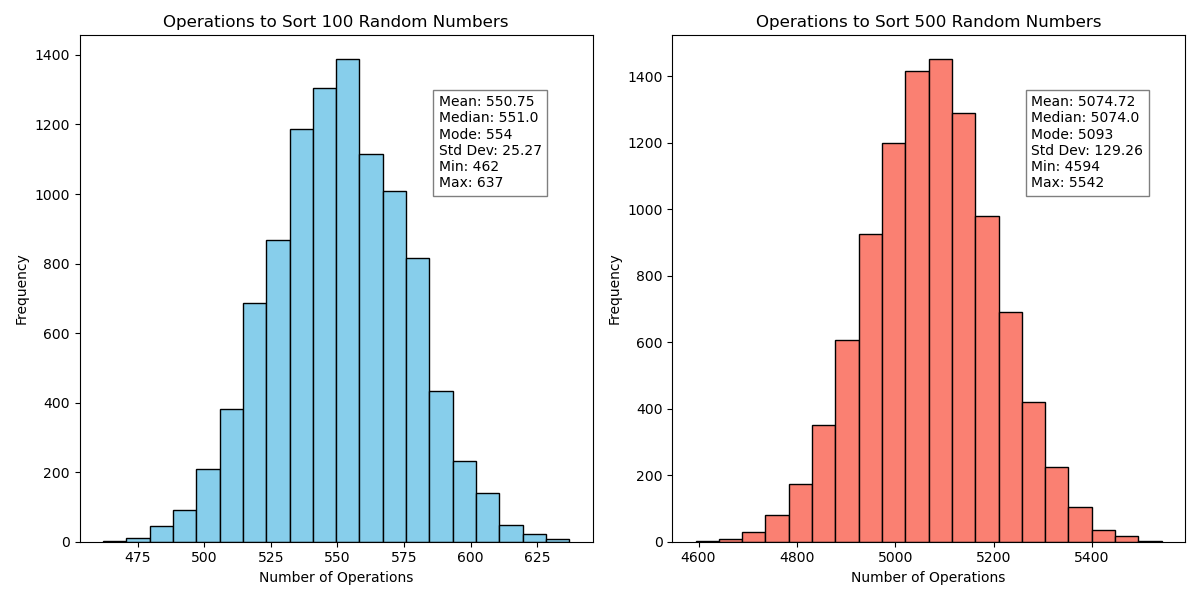 Operations to Sort 100 Random Numbers
1400
1200
1000
800
600
400
200
0
Frequency
Mean: 550.75
Median: 551.0
Mode: 554
Std Dev: 25.27
Min: 462
Max: 637
475 500 525 550 575 600 625
Number of Operations
Operations to Sort 500 Random Numbers
1400
1200
1000
800
600
400
200
0
Frequency
Mean: 5074.72
Median: 5074.0
Mode: 5093
Std Dev: 129.26
Min: 4594
Max: 5542
4600 4800 5000 5200 5400
Number of Operations